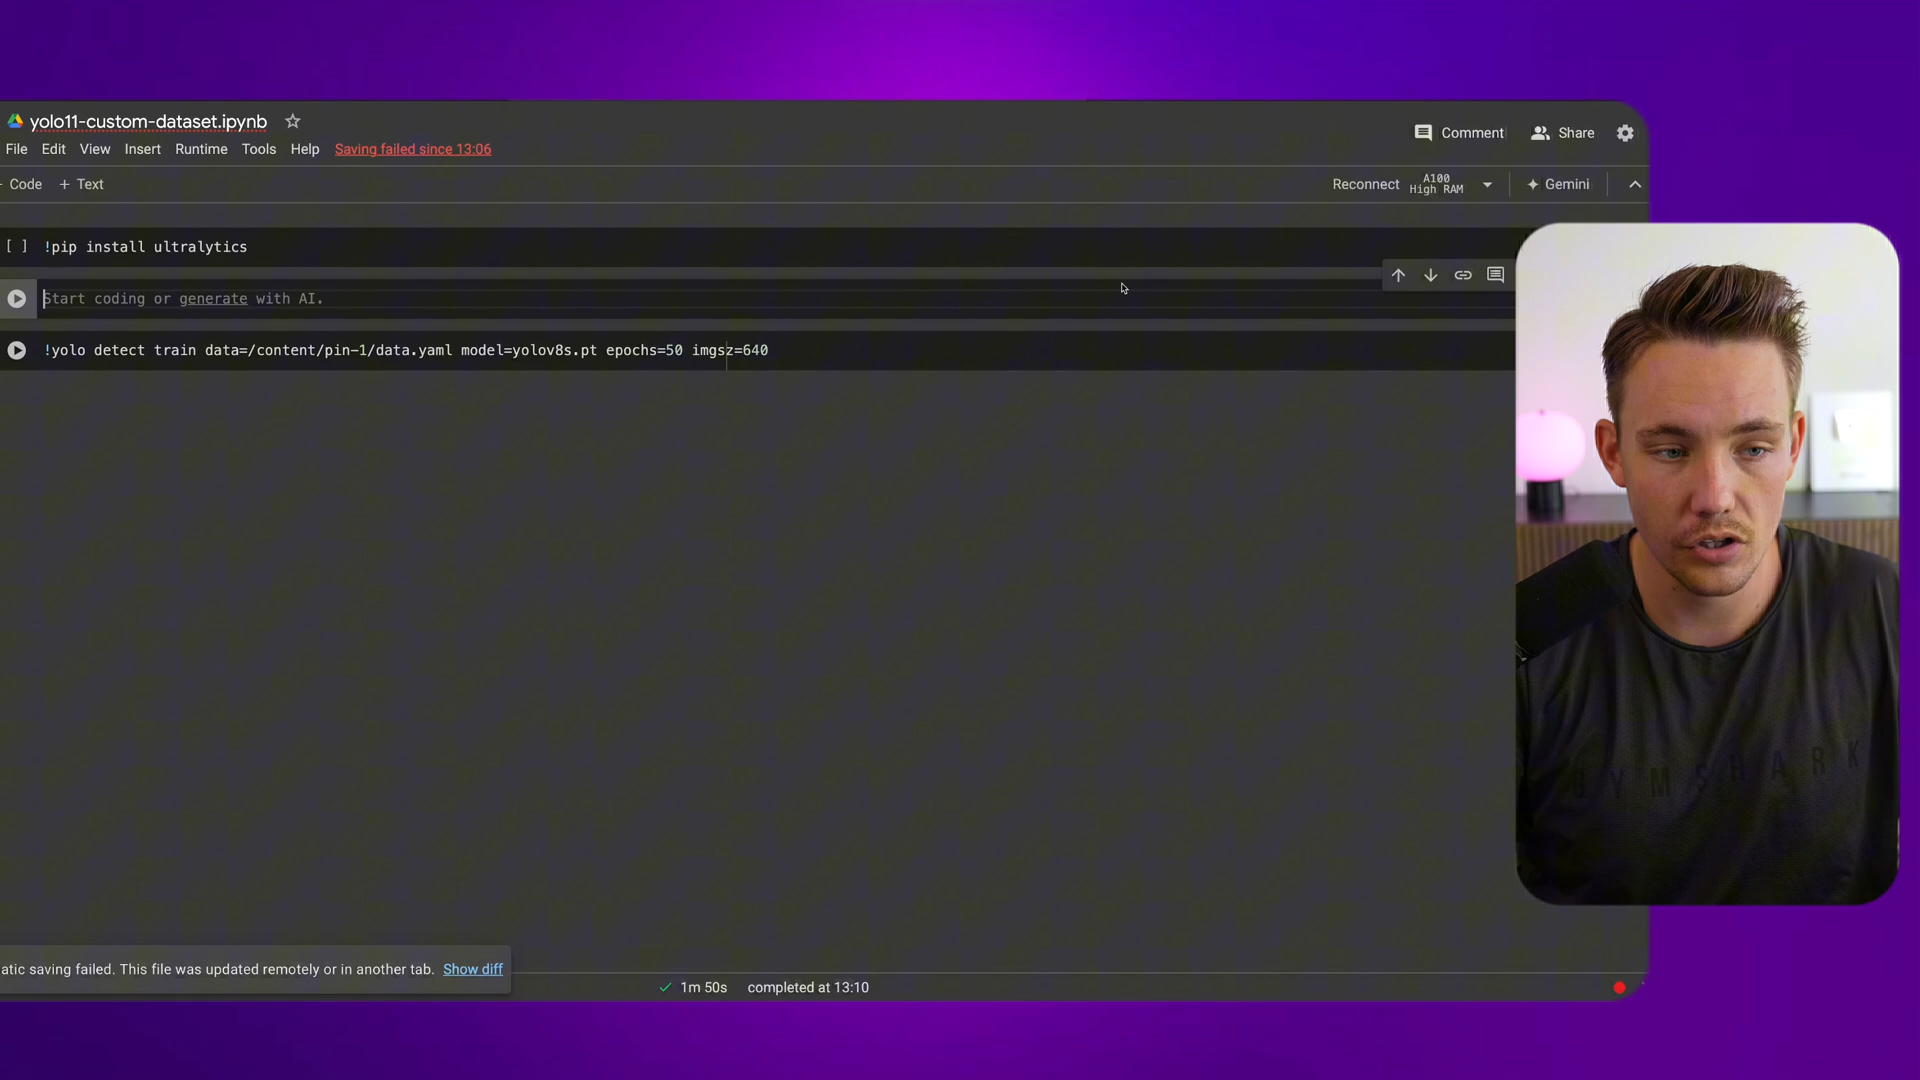 yolo11-custom-dataset.ipynb
File Edit View Insert Runtime Tools Help Saving failed since 13:06
Comment Share
Code + Text
Reconnect A100 High RAM Gemini
[ ] !pip install ultralytics
Start coding or generate with AI.
!yolo detect train data=/content/pin-1/data.yaml model=yolov8s.pt epochs=50 imgsz=640
GYMSHARK
atic saving failed. This file was updated remotely or in another tab. Show diff
1m 50s completed at 13:10